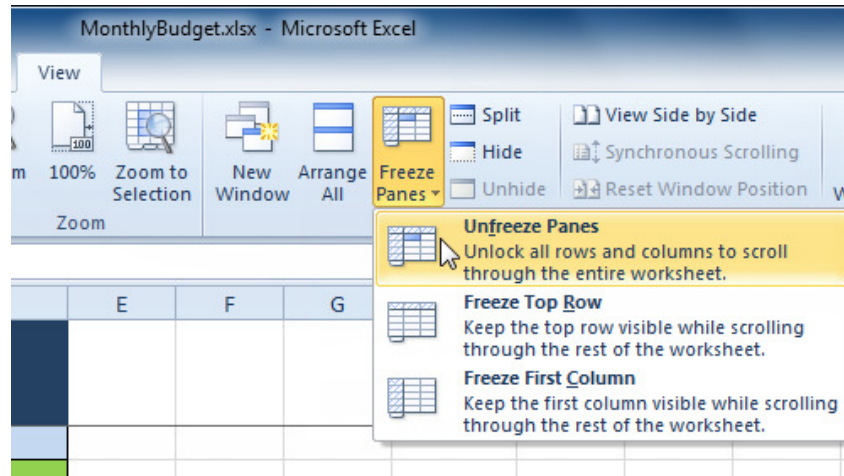 MonthlyBudget.xlsx - Microsoft Excel
View
100
m
100%
Zoom to
Selection
New
Window
Arrange
All
Freeze
Panes
Split
Hide
Unhide
View Side by Side
Synchronous Scrolling
Reset Window Position
Zoom
Unfreeze Panes
Unlock all rows and columns to scroll
through the entire worksheet.
Freeze Top Row
Keep the top row visible while scrolling
through the rest of the worksheet.
Freeze First Column
Keep the first column visible while scrolling
through the rest of the worksheet.
E F G